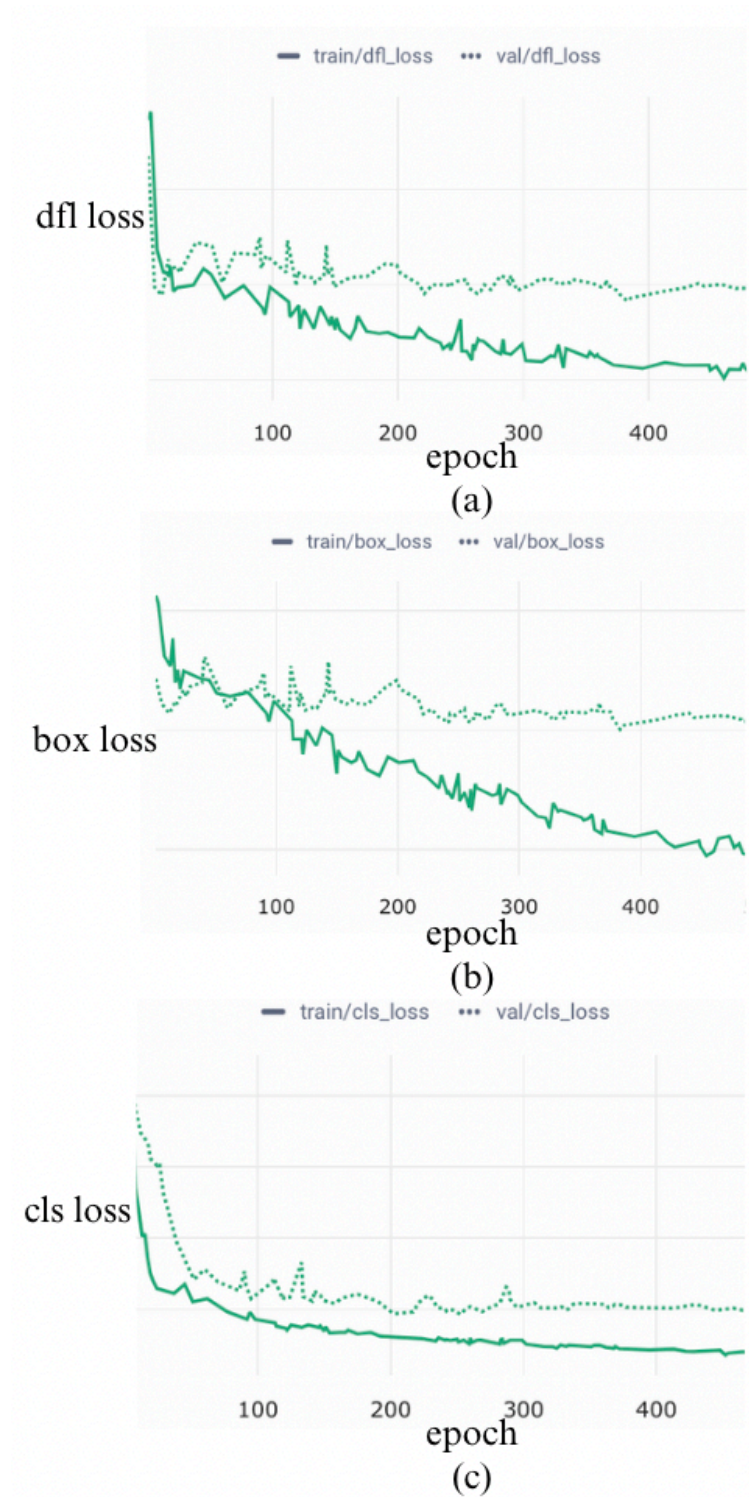 train/dfl_loss val/dfl_loss
dfl loss
100 200 300 400
epoch
(a)
train/box_loss val/box_loss
box loss
100 200 300 400
epoch
(b)
train/cls_loss val/cls_loss
cls loss
100 200 300 400
epoch
(c)